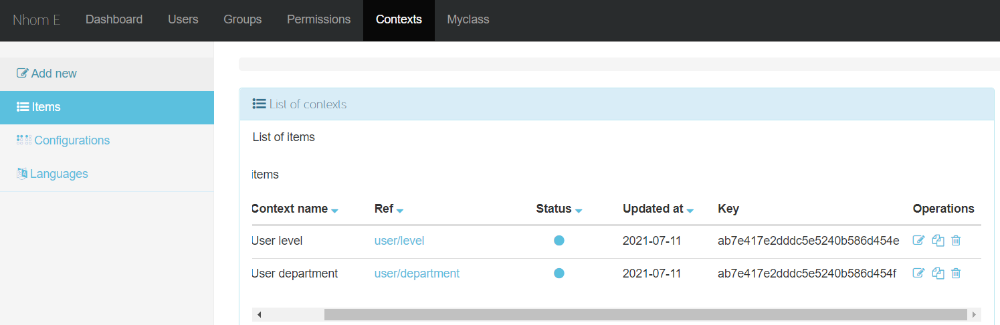 Nhom E Dashboard Users Groups Permissions Contexts Myclass
Add new
Items
Configurations
Languages
List of contexts
List of items
items
Context name Ref Status Updated at Key Operations
User level user/level 2021-07-11 ab7e417e2dddc5e5240b586d454e
User department user/department 2021-07-11 ab7e417e2dddc5e5240b586d454f